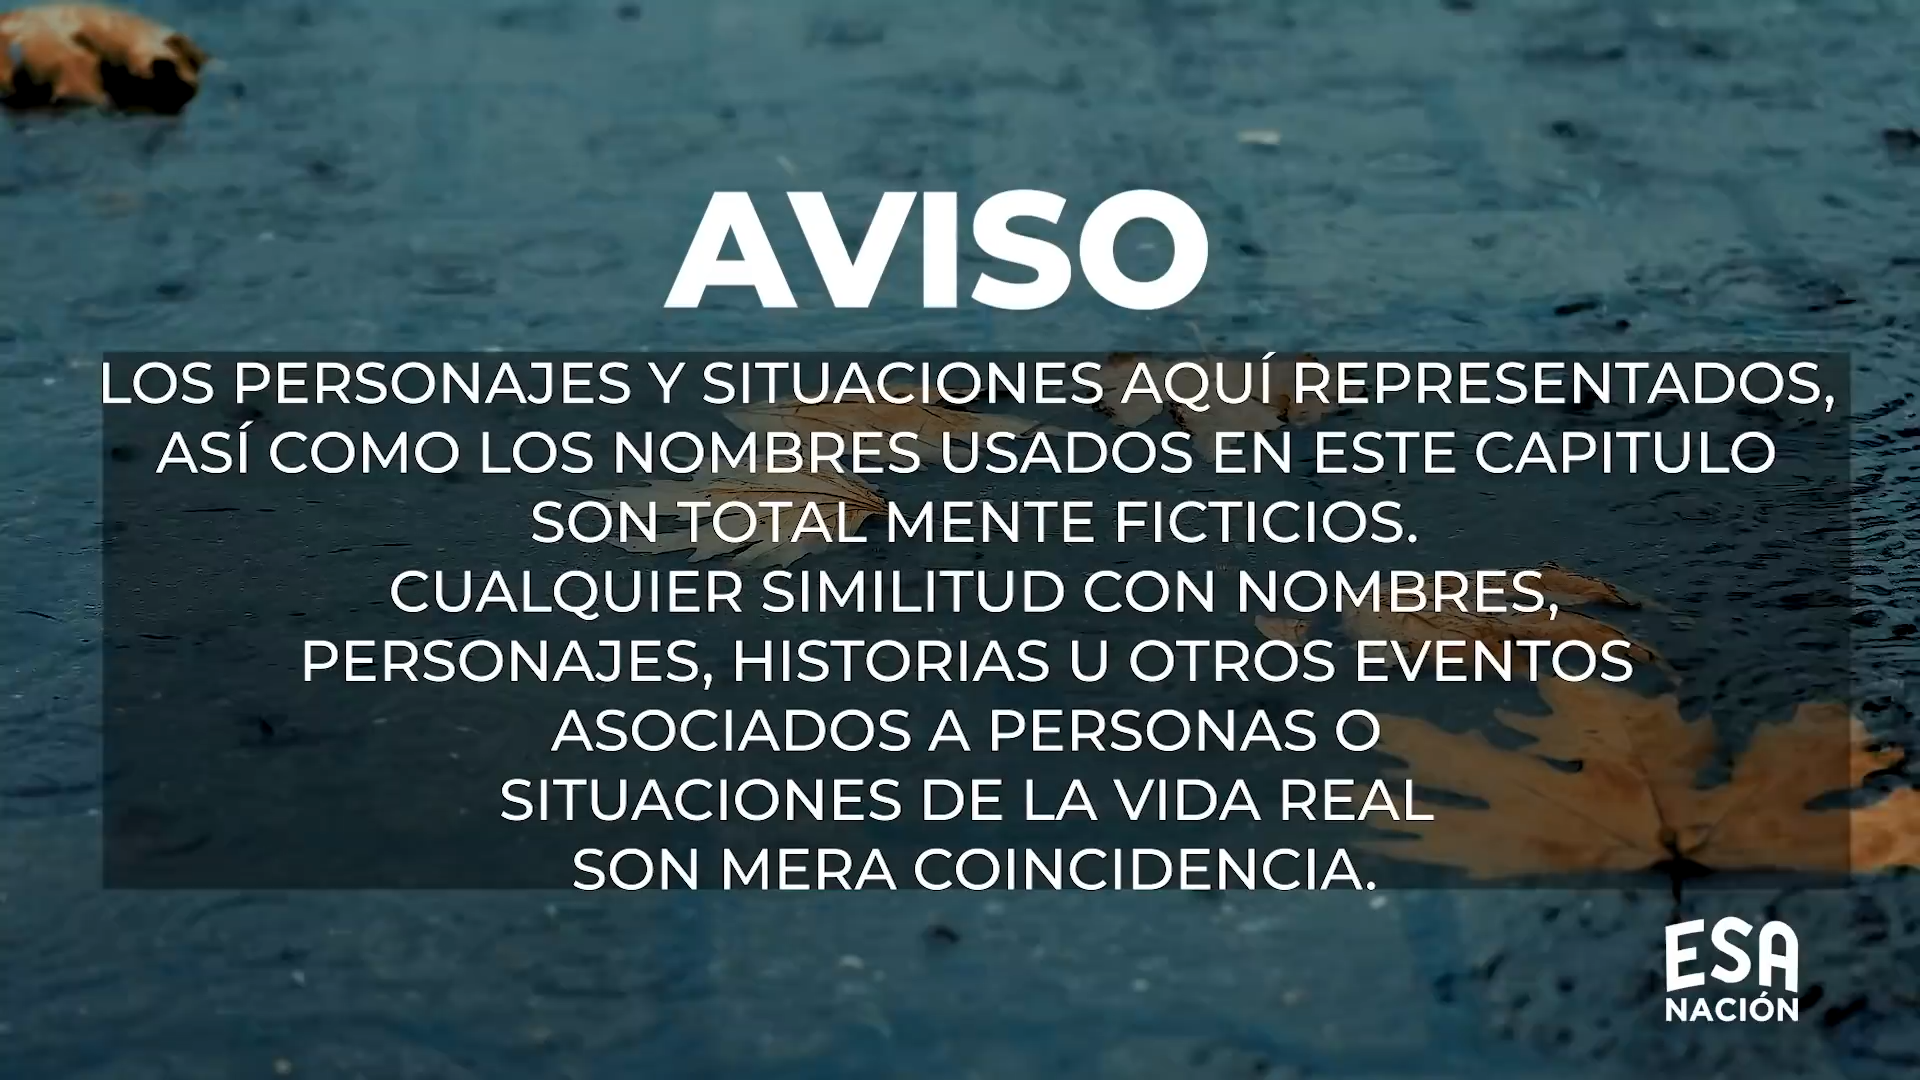 AVISO
LOS PERSONAJES Y SITUACIONES AQUÍ REPRESENTADOS,
ASÍ COMO LOS NOMBRES USADOS EN ESTE CAPITULO
SON TOTAL MENTE FICTICIOS.
CUALQUIER SIMILITUD CON NOMBRES,
PERSONAJES, HISTORIAS U OTROS EVENTOS
ASOCIADOS A PERSONAS O
SITUACIONES DE LA VIDA REAL
SON MERA COINCIDENCIA.
ESA
NACIÓN